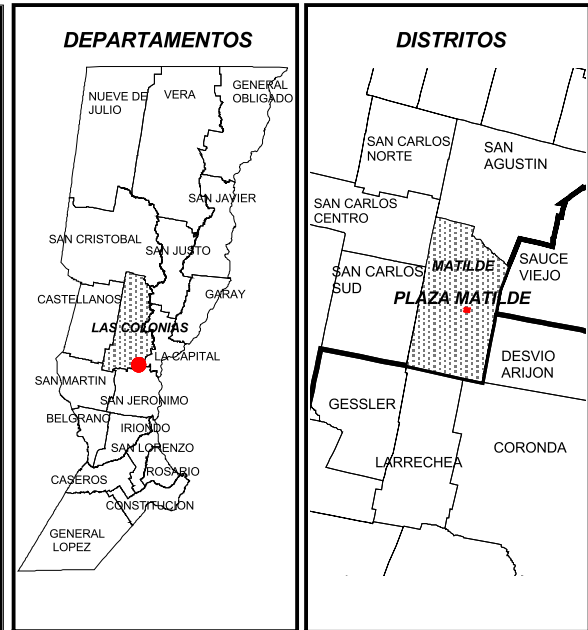 DEPARTAMENTOS
NUEVE DE
JULIO
VERA
GENERAL
OBLIGADO
SAN JAVIER
SAN CRISTOBAL
SAN JUSTO
CASTELLANOS
GARAY
LAS COLONIAS
LA CAPITAL
SAN MARTIN
SAN JERONIMO
BELGRANO
IRIONDO
SAN LORENZO
CASEROS
ROSARIO
CONSTITUCION
GENERAL
LOPEZ
DISTRITOS
SAN CARLOS
NORTE
SAN
AGUSTIN
SAN CARLOS
CENTRO
SAN CARLOS
SUD
MATILDE
SAUCE
VIEJO
PLAZA MATILDE
DESVIO
ARIJON
GESSLER
LARRECHEA
CORONDA